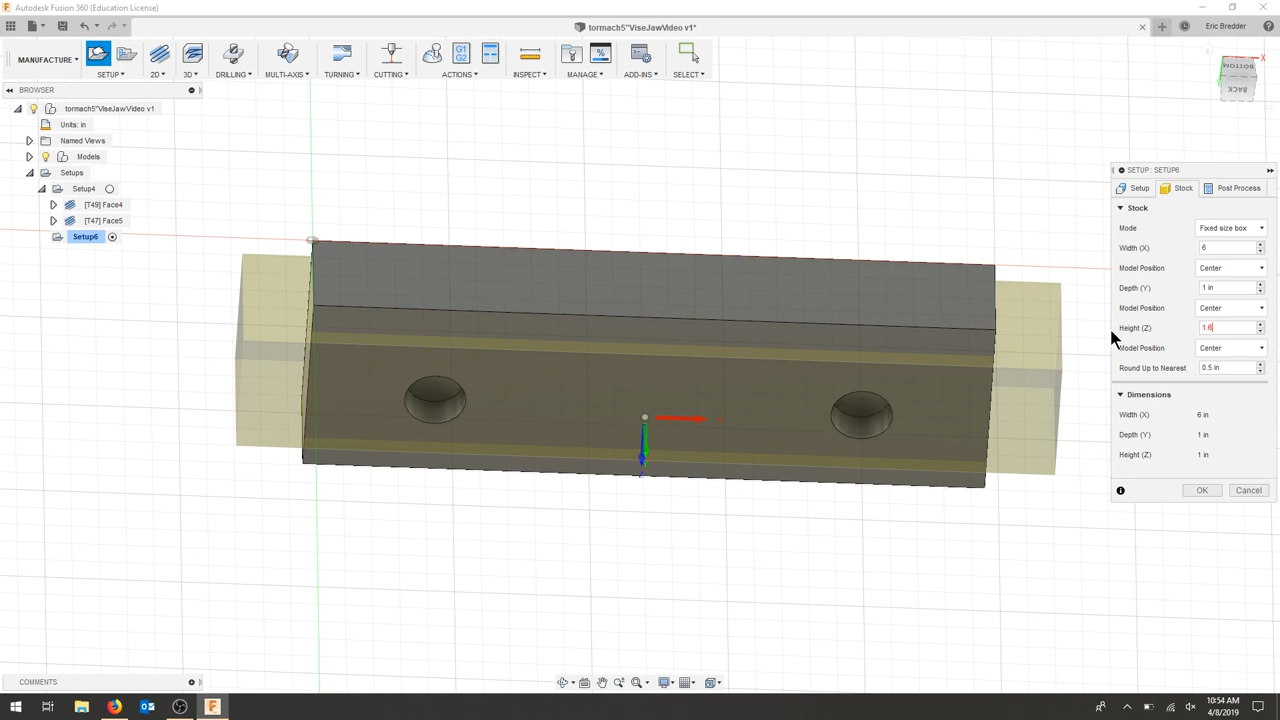 Autodesk Fusion 360 (Education License)
tormach5"ViseJawVideo v1*
Eric Bredder
MANUFACTURE
SETUP
2D
3D
DRILLING
MULTI-AXIS
TURNING
CUTTING
G1
G2
ACTIONS
INSPECT
%
MANAGE
ADD-INS
SELECT
BROWSER
tormach5"ViseJawVideo v1
Units: in
Named Views
Models
Setups
Setup4
[T49] Face4
[T47] Face5
Setup6
X
BOTTOM
BACK
SETUP : SETUP6
Setup
Stock
Post Process
Stock
Mode
Fixed size box
Width (X)
6
Model Position
Center
Depth (Y)
1 in
Model Position
Center
Height (Z)
1.6
Model Position
Center
Round Up to Nearest
0.5 in
Dimensions
Width (X)
6 in
Depth (Y)
1 in
Height (Z)
1 in
OK
Cancel
COMMENTS
10:54 AM
4/8/2019